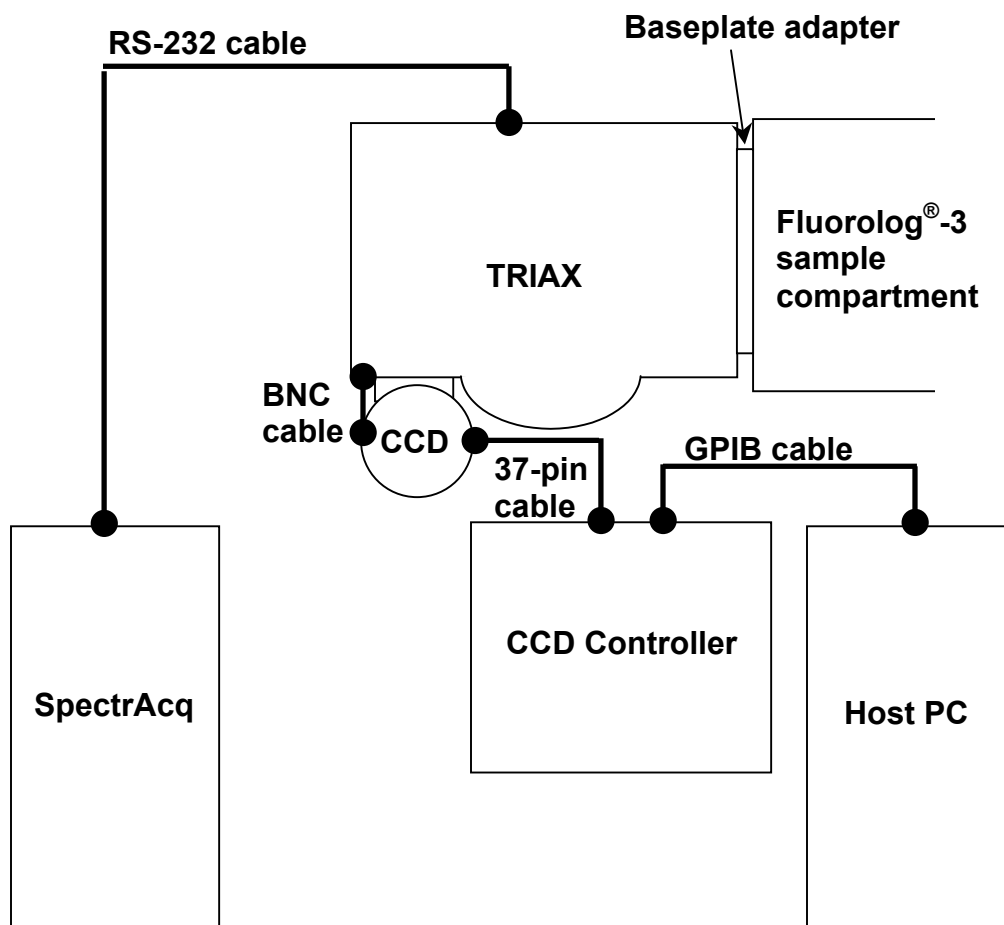 RS-232 cable
Baseplate adapter
Fluorolog®-3
sample
compartment
TRIAX
BNC
cable
CCD
37-pin
cable
GPIB cable
CCD Controller
SpectrAcq
Host PC